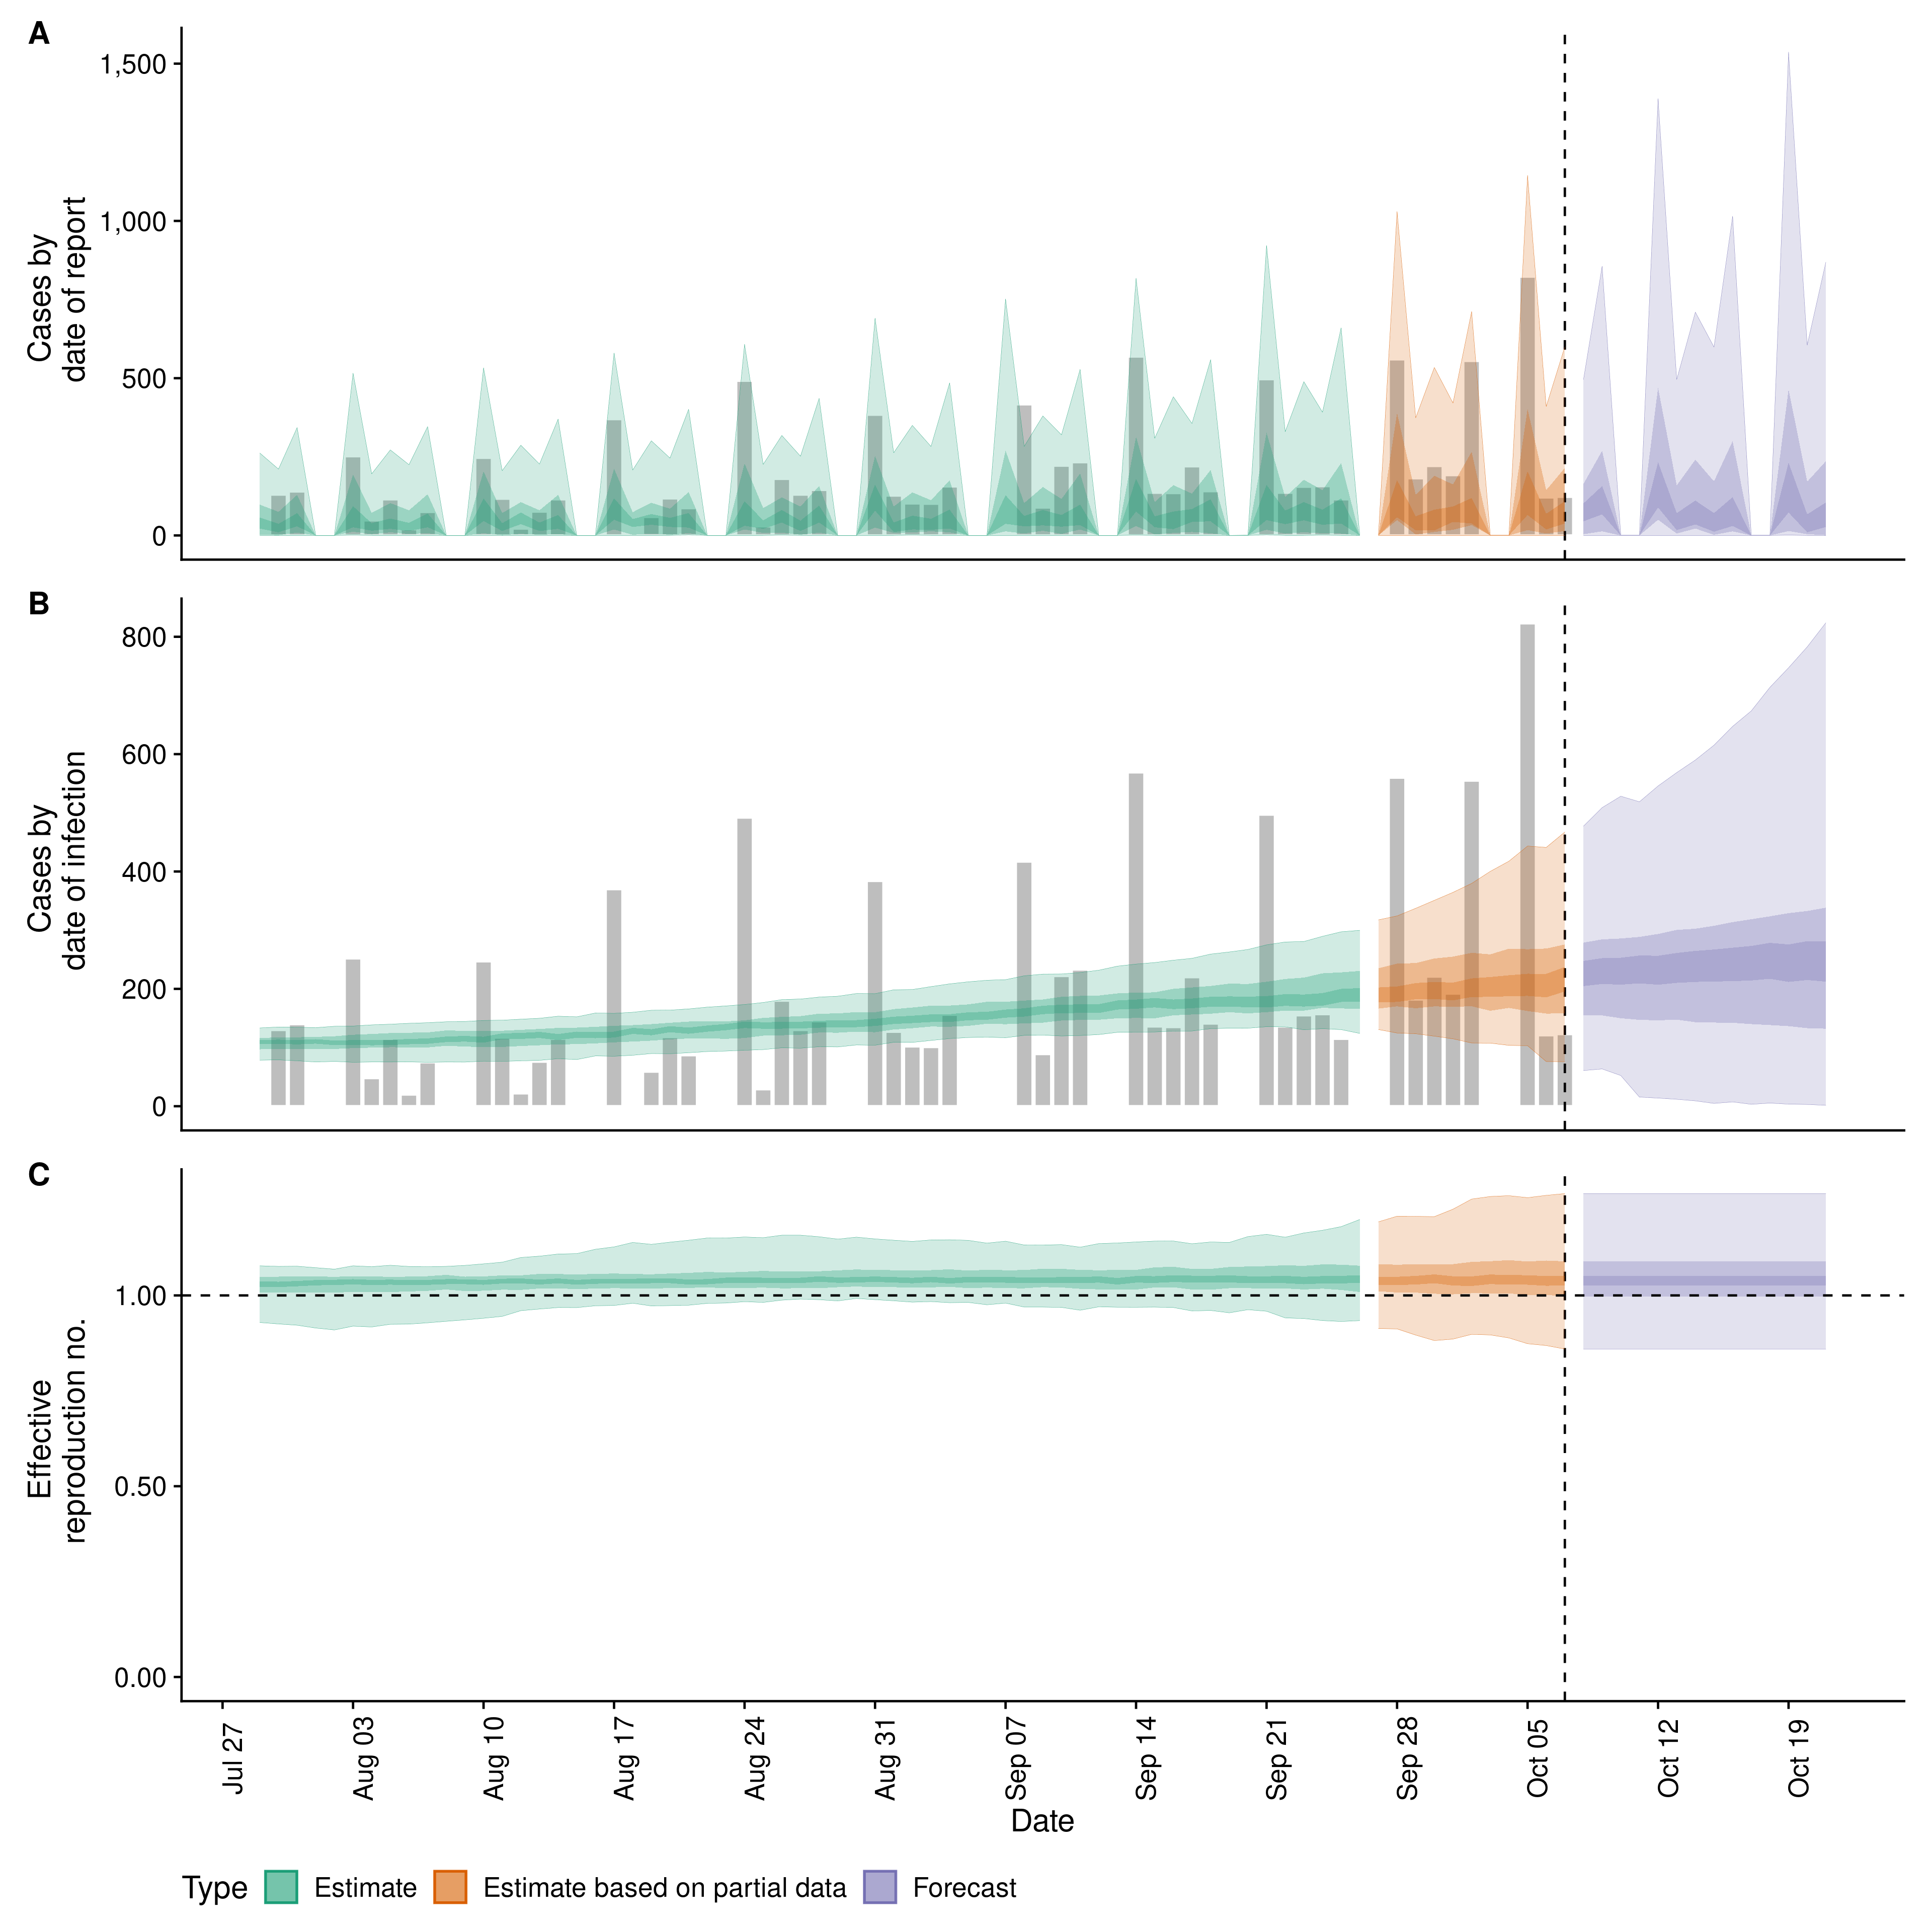 A
1,500
1,000
500
0
Cases by
date of report
B
800
600
400
200
0
Cases by
date of infection
C
1.00
0.50
0.00
Effective
reproduction no.
Jul 27
Aug 03
Aug 10
Aug 17
Aug 24
Aug 31
Sep 07
Sep 14
Sep 21
Sep 28
Oct 05
Oct 12
Oct 19
Date
Type Estimate Estimate based on partial data Forecast